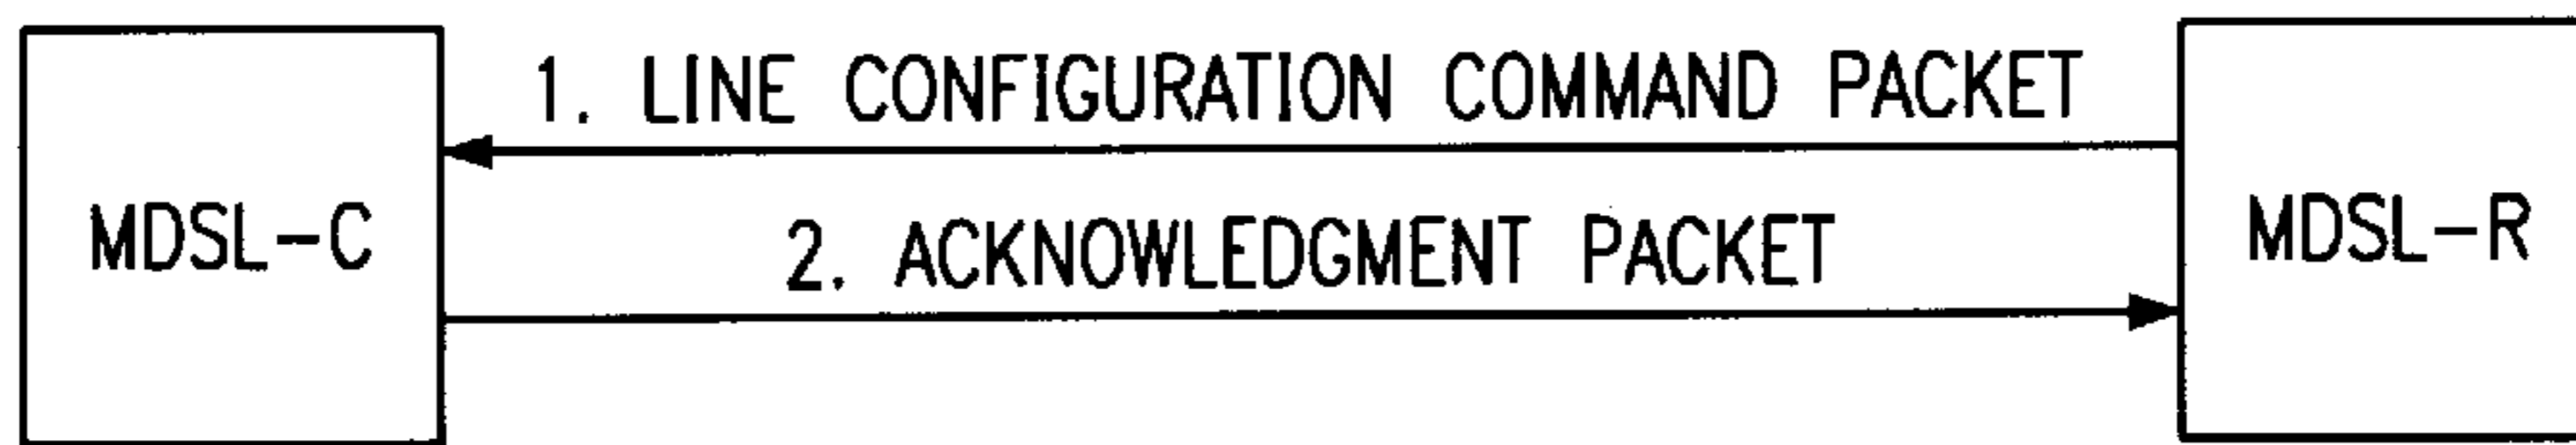 1. LINE CONFIGURATION COMMAND PACKET
MDSL-C
2. ACKNOWLEDGMENT PACKET
MDSL-R